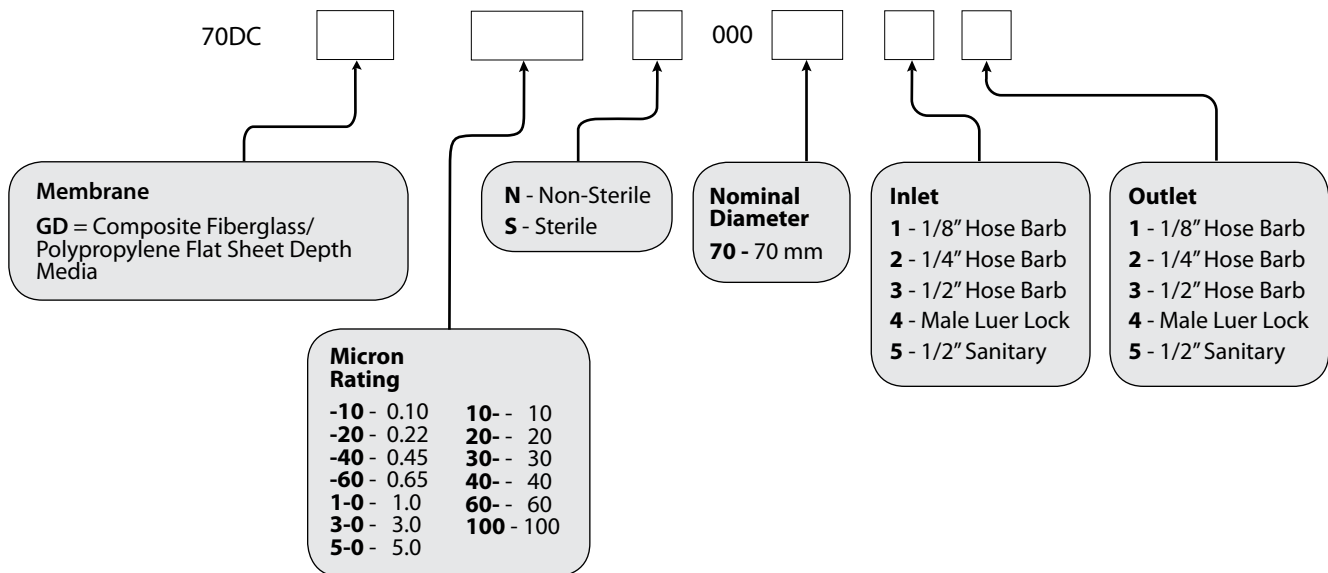 70DC 000
Membrane
GD = Composite Fiberglass/
Polypropylene Flat Sheet Depth
Media
Micron
Rating
-10 - 0.10
-20 - 0.22
-40 - 0.45
-60 - 0.65
1-0 - 1.0
3-0 - 3.0
5-0 - 5.0
10- - 10
20- - 20
30- - 30
40- - 40
60- - 60
100 - 100
N - Non-Sterile
S - Sterile
Nominal
Diameter
70 - 70 mm
Inlet
1 - 1/8” Hose Barb
2 - 1/4” Hose Barb
3 - 1/2” Hose Barb
4 - Male Luer Lock
5 - 1/2” Sanitary
Outlet
1 - 1/8” Hose Barb
2 - 1/4” Hose Barb
3 - 1/2” Hose Barb
4 - Male Luer Lock
5 - 1/2” Sanitary